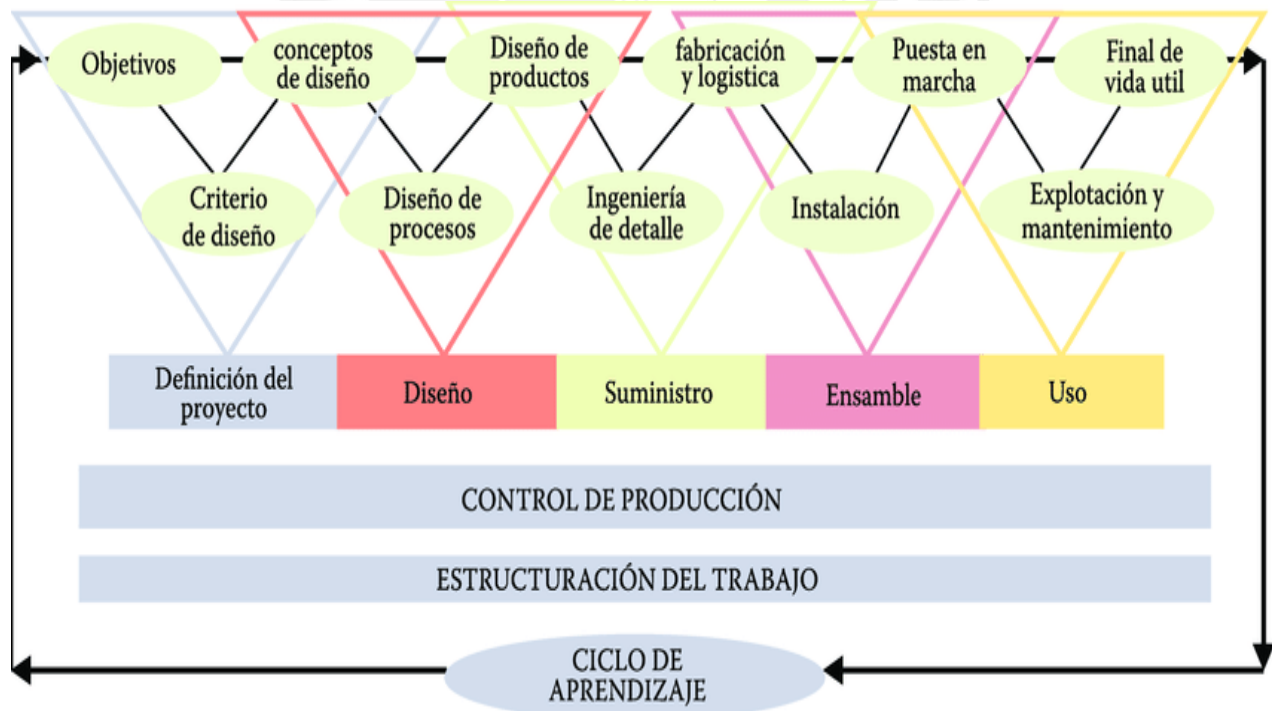 Objetivos
conceptos
de diseño
Diseño de
productos
fabricación
y logistica
Puesta en
marcha
Final de
vida util
Criterio
de diseño
Diseño de
procesos
Ingeniería
de detalle
Instalación
Explotación y
mantenimiento
Definición del
proyecto
Diseño
Suministro
Ensamble
Uso
CONTROL DE PRODUCCIÓN
ESTRUCTURACIÓN DEL TRABAJO
CICLO DE
APRENDIZAJE